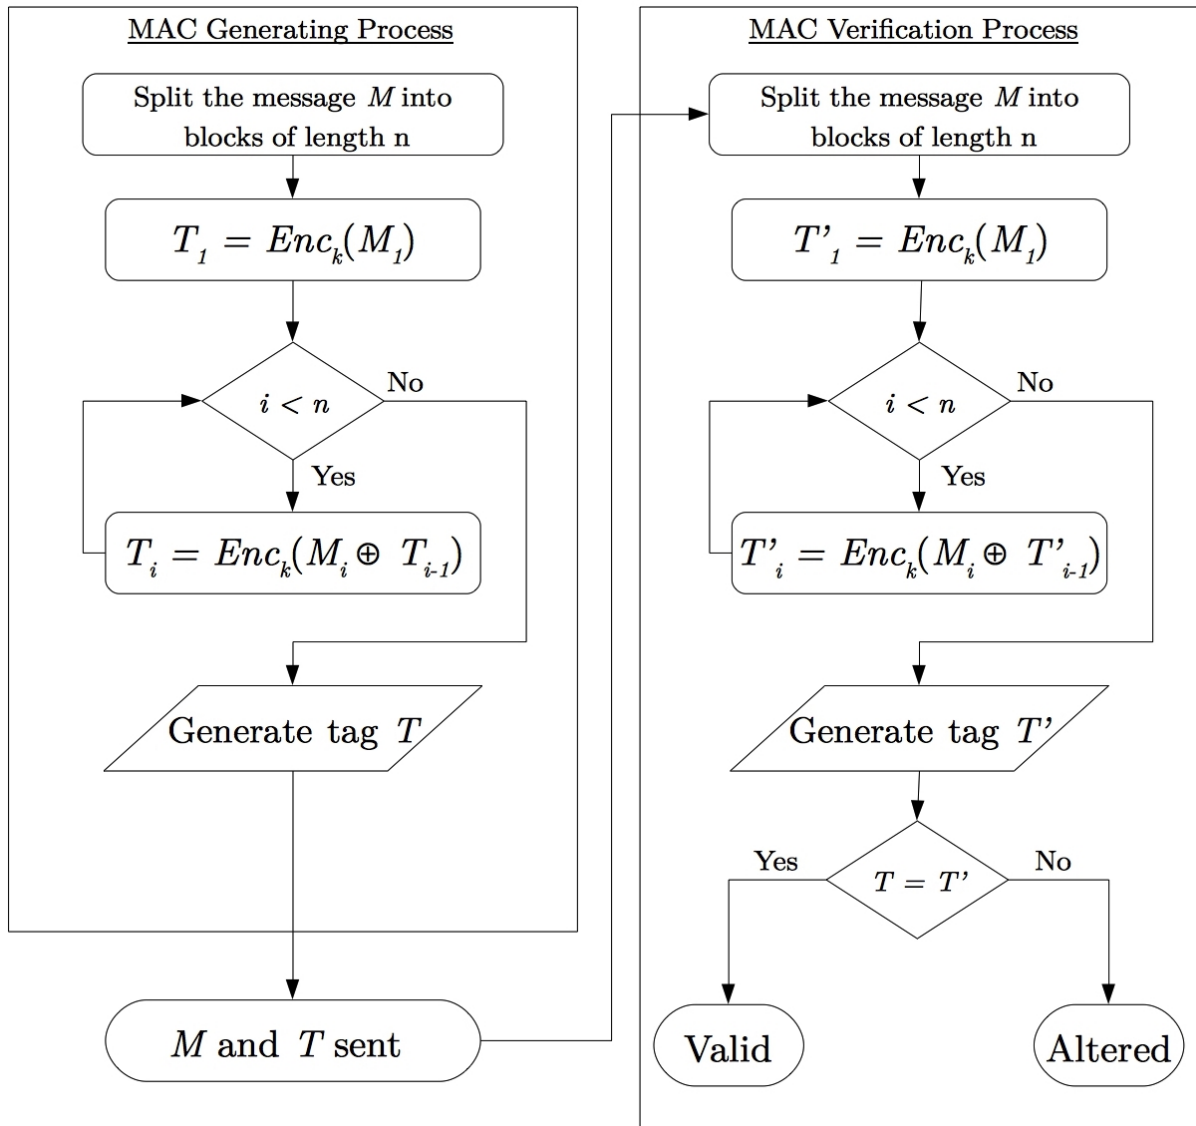 MAC Generating Process
Split the message M into
blocks of length n
T₁ = Encₖ(M₁)
i < n
No
Yes
Tᵢ = Encₖ(Mᵢ ⊕ Tᵢ₋₁)
Generate tag T
M and T sent
MAC Verification Process
Split the message M into
blocks of length n
T’₁ = Encₖ(M₁)
i < n
No
Yes
T’ᵢ = Encₖ(Mᵢ ⊕ T’ᵢ₋₁)
Generate tag T’
T = T’
Yes
No
Valid
Altered